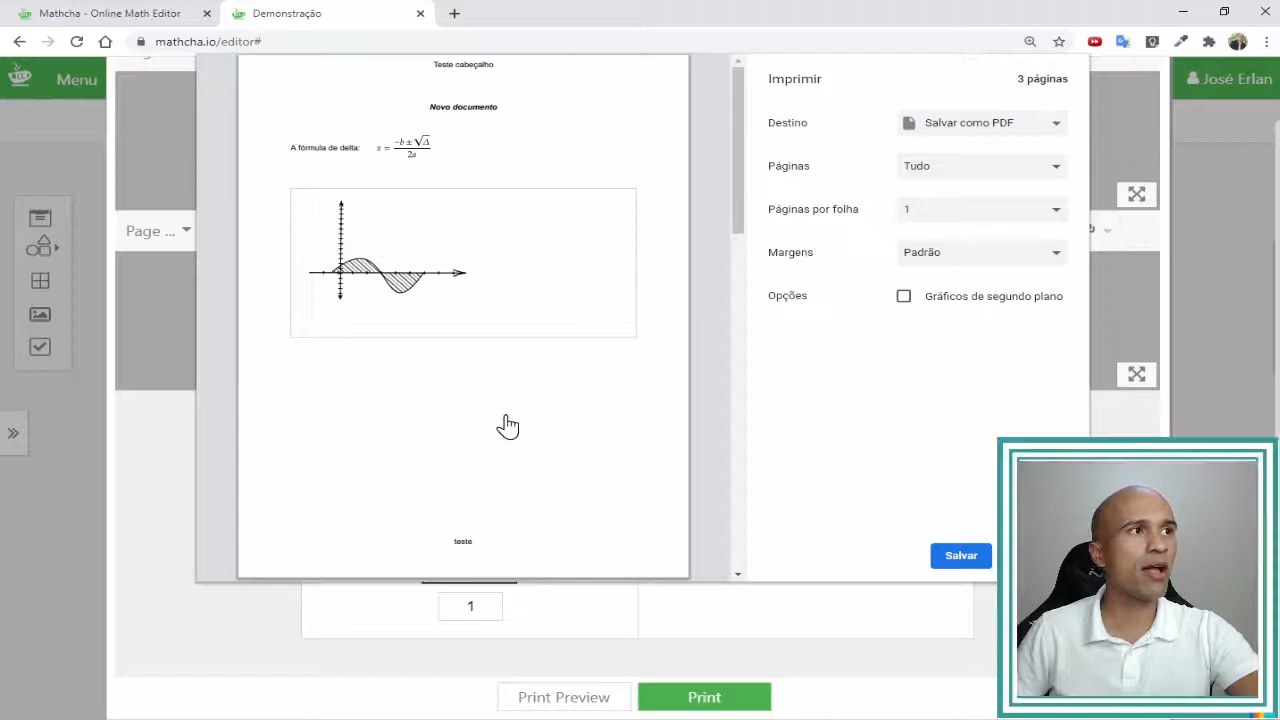 Mathcha - Online Math Editor
Demonstração
mathcha.io/editor#
Menu
José Erlan
Page ...
Teste cabeçalho
Novo documento
A fórmula de delta: x = −b ± √Δ / 2a
teste
Imprimir
3 páginas
Destino
Salvar como PDF
Páginas
Tudo
Páginas por folha
1
Margens
Padrão
Opções
Gráficos de segundo plano
Salvar
1
Print Preview
Print